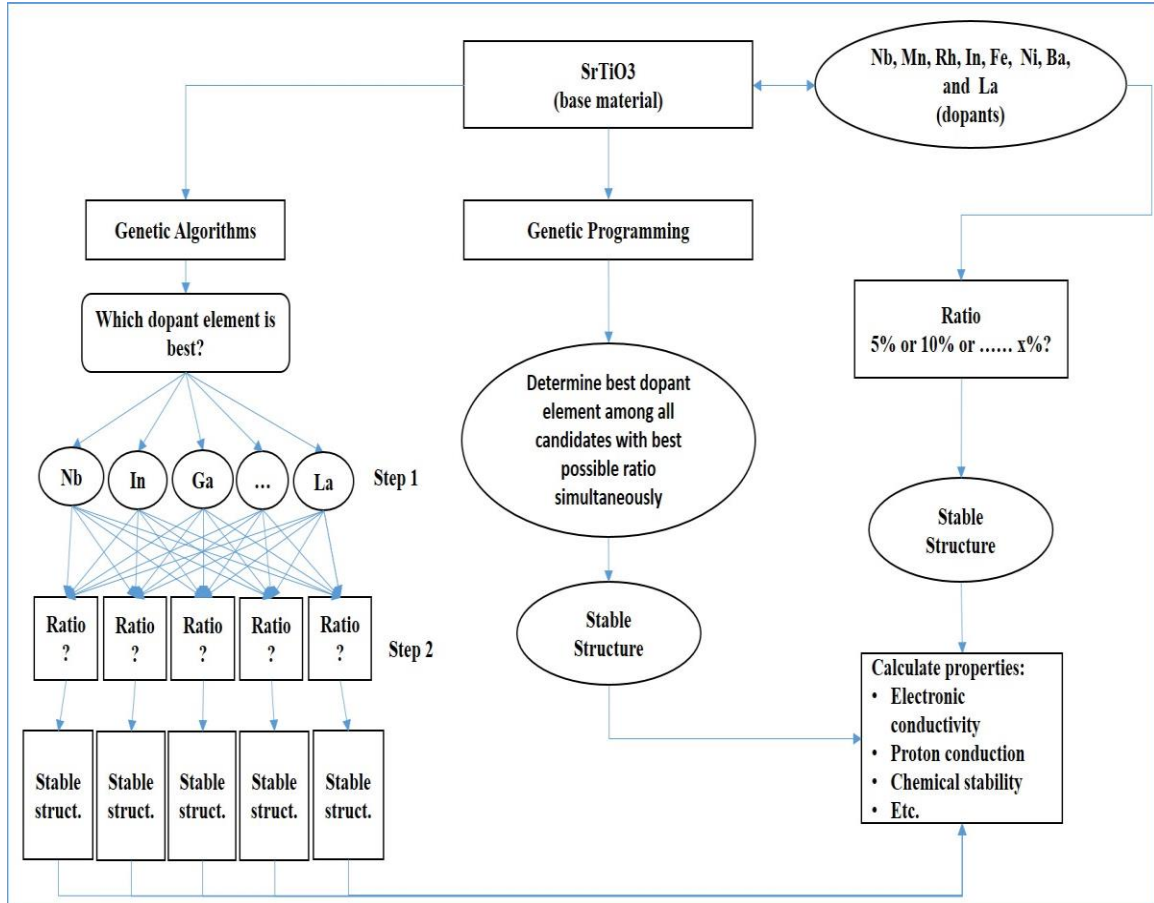 SrTiO3
(base material)
Nb, Mn, Rh, In, Fe, Ni, Ba,
and La
(dopants)
Genetic Algorithms
Genetic Programming
Which dopant element is
best?
Ratio
5% or 10% or …… x%?
Determine best dopant
element among all
candidates with best
possible ratio
simultaneously
Nb
In
Ga
...
La
Step 1
Stable
Structure
Ratio
?
Ratio
?
Ratio
?
Ratio
?
Ratio
?
Step 2
Stable
Structure
Calculate properties:
• Electronic
conductivity
• Proton conduction
• Chemical stability
• Etc.
Stable
struct.
Stable
struct.
Stable
struct.
Stable
struct.
Stable
struct.